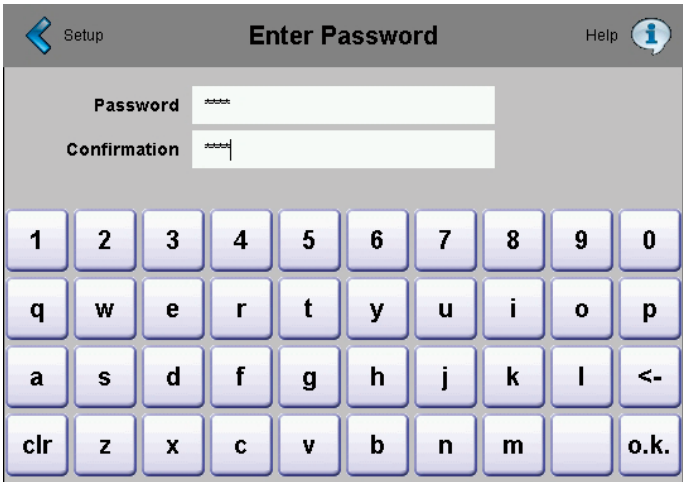 Setup Enter Password Help i
Password ****
Confirmation ****
1 2 3 4 5 6 7 8 9 0
q w e r t y u i o p
a s d f g h j k l <-
clr z x c v b n m o.k.